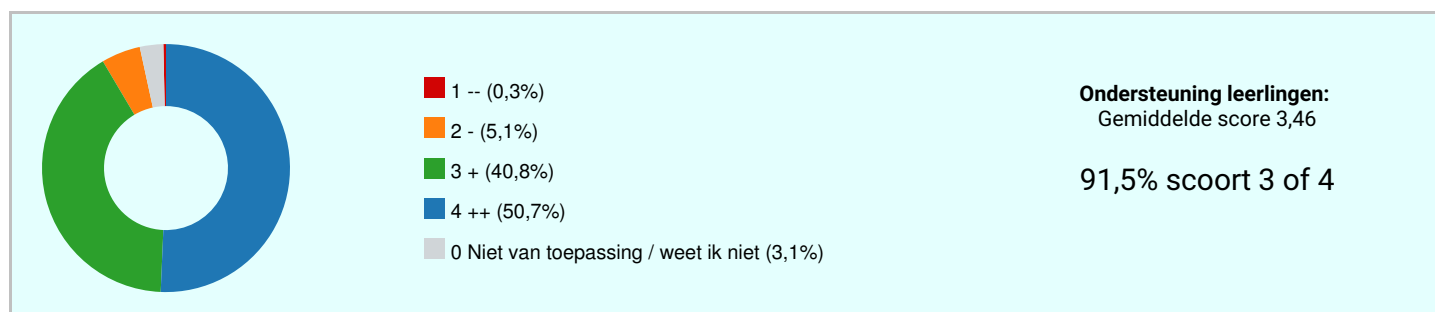 1 -- (0,3%)
2 - (5,1%)
3 + (40,8%)
4 ++ (50,7%)
0 Niet van toepassing / weet ik niet (3,1%)
Ondersteuning leerlingen:
Gemiddelde score 3,46
91,5% scoort 3 of 4